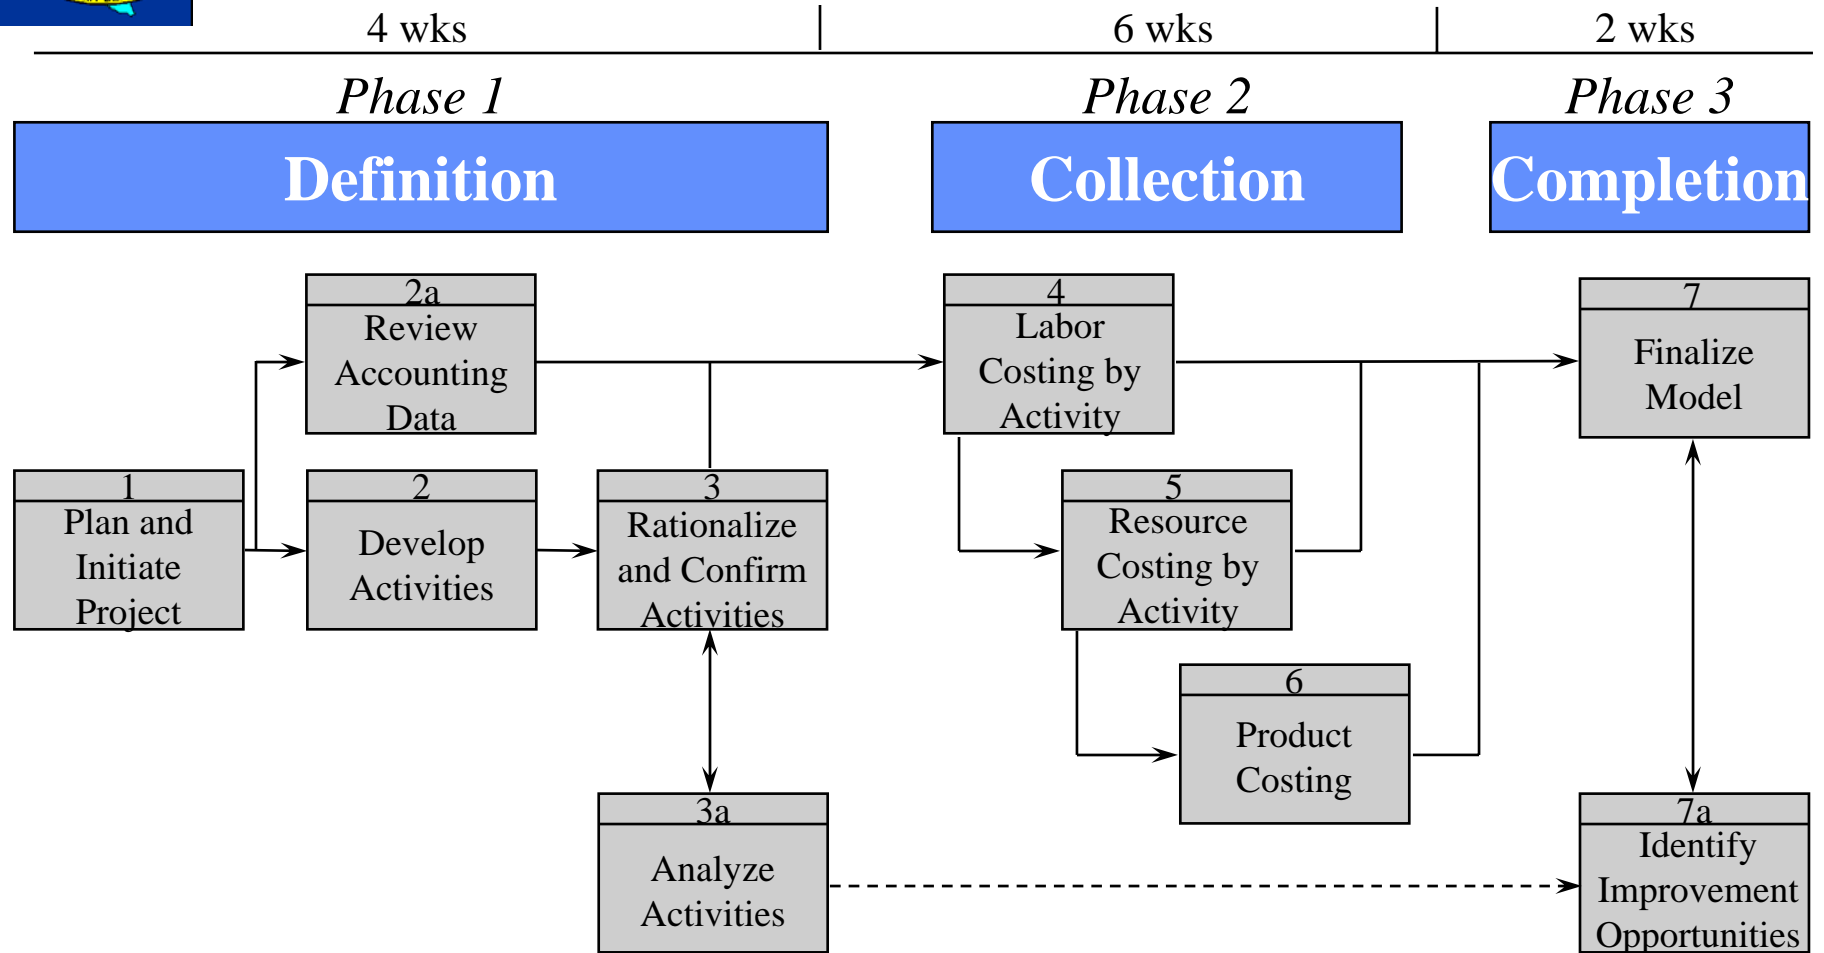 4 wks
6 wks
2 wks
Phase 1
Phase 2
Phase 3
Definition
Collection
Completion
2a
Review
Accounting
Data
4
Labor
Costing by
Activity
7
Finalize
Model
1
Plan and
Initiate
Project
2
Develop
Activities
3
Rationalize
and Confirm
Activities
5
Resource
Costing by
Activity
6
Product
Costing
3a
Analyze
Activities
7a
Identify
Improvement
Opportunities